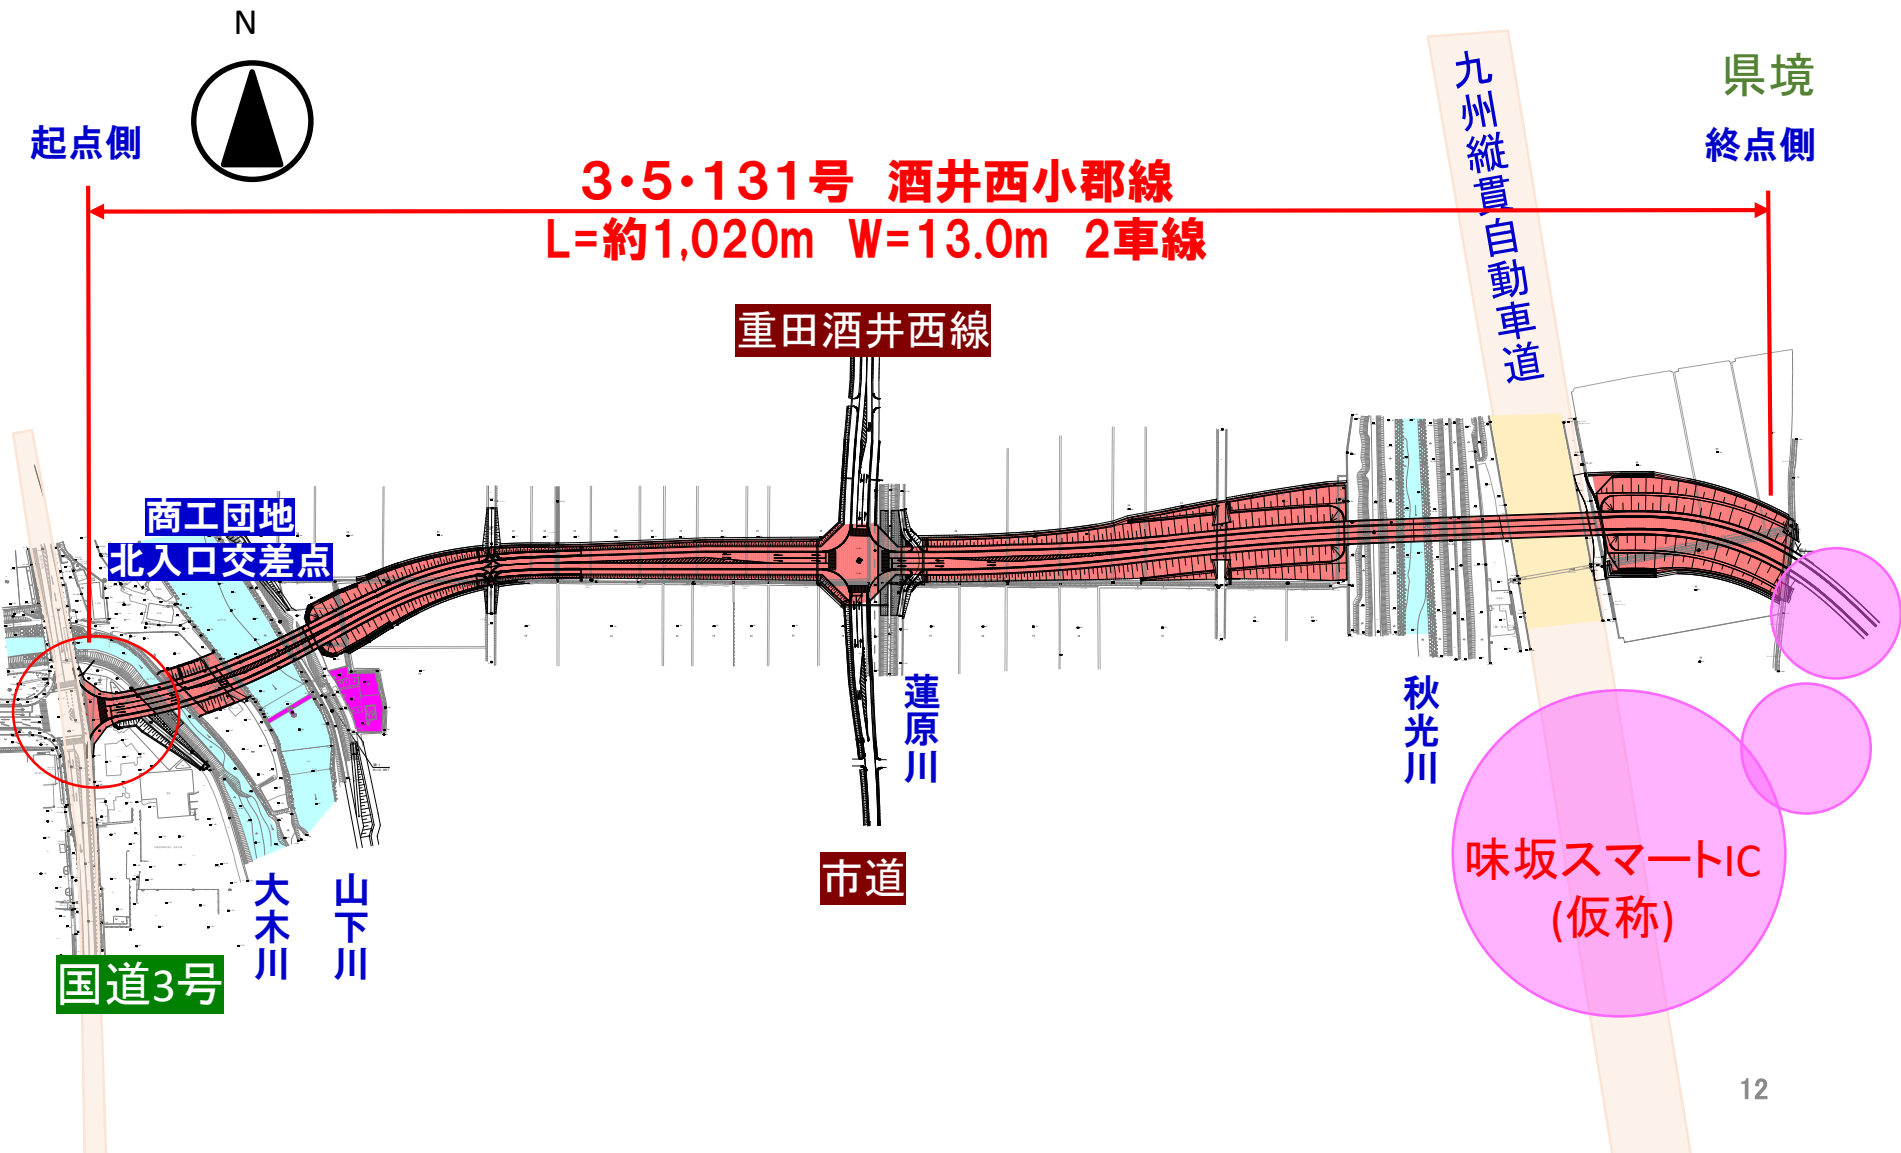 N
県境
起点側
終点側
九州縦貫自動車道
3・5・131号 酒井西小郡線
L=約1,020m W=13.0m 2車線
重田酒井西線
商工団地
北入口交差点
蓮原川
秋光川
市道
味坂スマートIC
(仮称)
大木川
山下川
国道3号
12